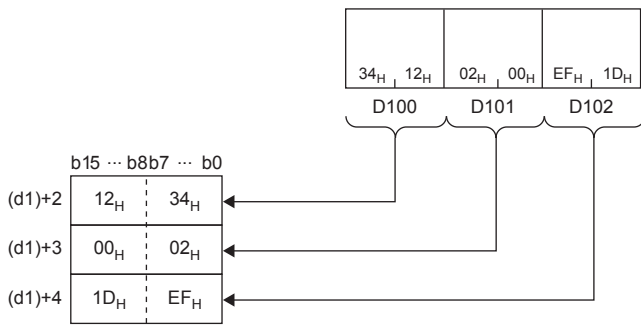 34H 12H 02H 00H EFH 1DH
D100 D101 D102
b15 ··· b8b7 ··· b0
(d1)+2 12H 34H
(d1)+3 00H 02H
(d1)+4 1DH EFH